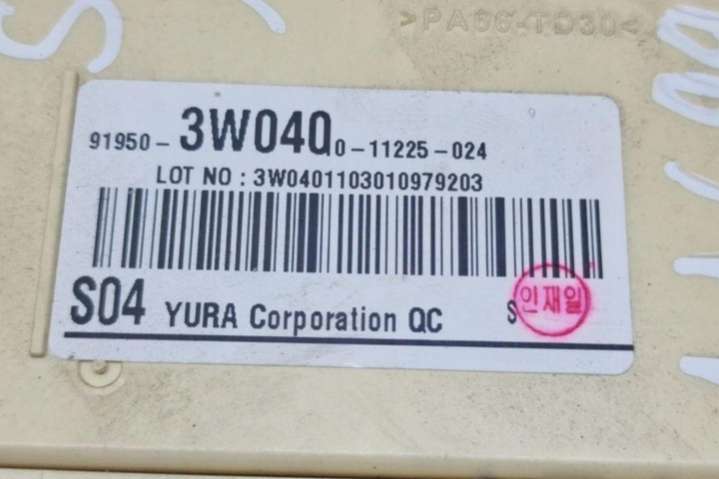 >PA66-TD30<
91950-3W040 0-11225-024
LOT NO : 3W0401103010979203
S04 YURA Corporation QC S
인재일